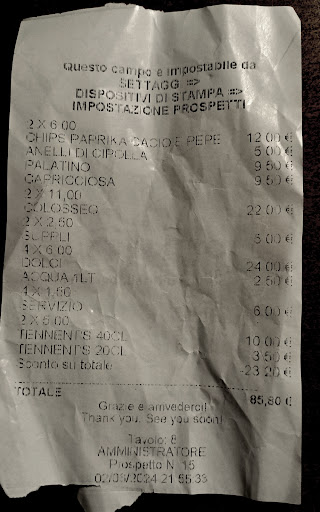 Questo campo è impostabile da
SETTAGG =>
DISPOSITIVI DI STAMPA =>
IMPOSTAZIONE PROSPETTI
2 X 6,00
CHIPS PAPRIKA CACIO E PEPE 12,00 €
ANELLI DI CIPOLLA 5,00 €
PALATINO 9,50 €
CAPRICCIOSA 9,50 €
2 X 11,00
COLOSSEO 22,00 €
2 X 2,50
SUPPLI 5,00 €
4 X 6,00
DOLCI 24,00 €
ACQUA 1LT 2,50 €
4 X 1,50
SERVIZIO 6,00 €
2 X 5,00
TENNENTS 40CL 10,00 €
TENNENTS 20CL 3,50 €
Sconto su totale -23,20 €
TOTALE 85,80 €
Grazie e arrivederci!
Thank you. See you soon!
Tavolo: 8
AMMINISTRATORE
Prospetto N. 15
2024 21:55:33